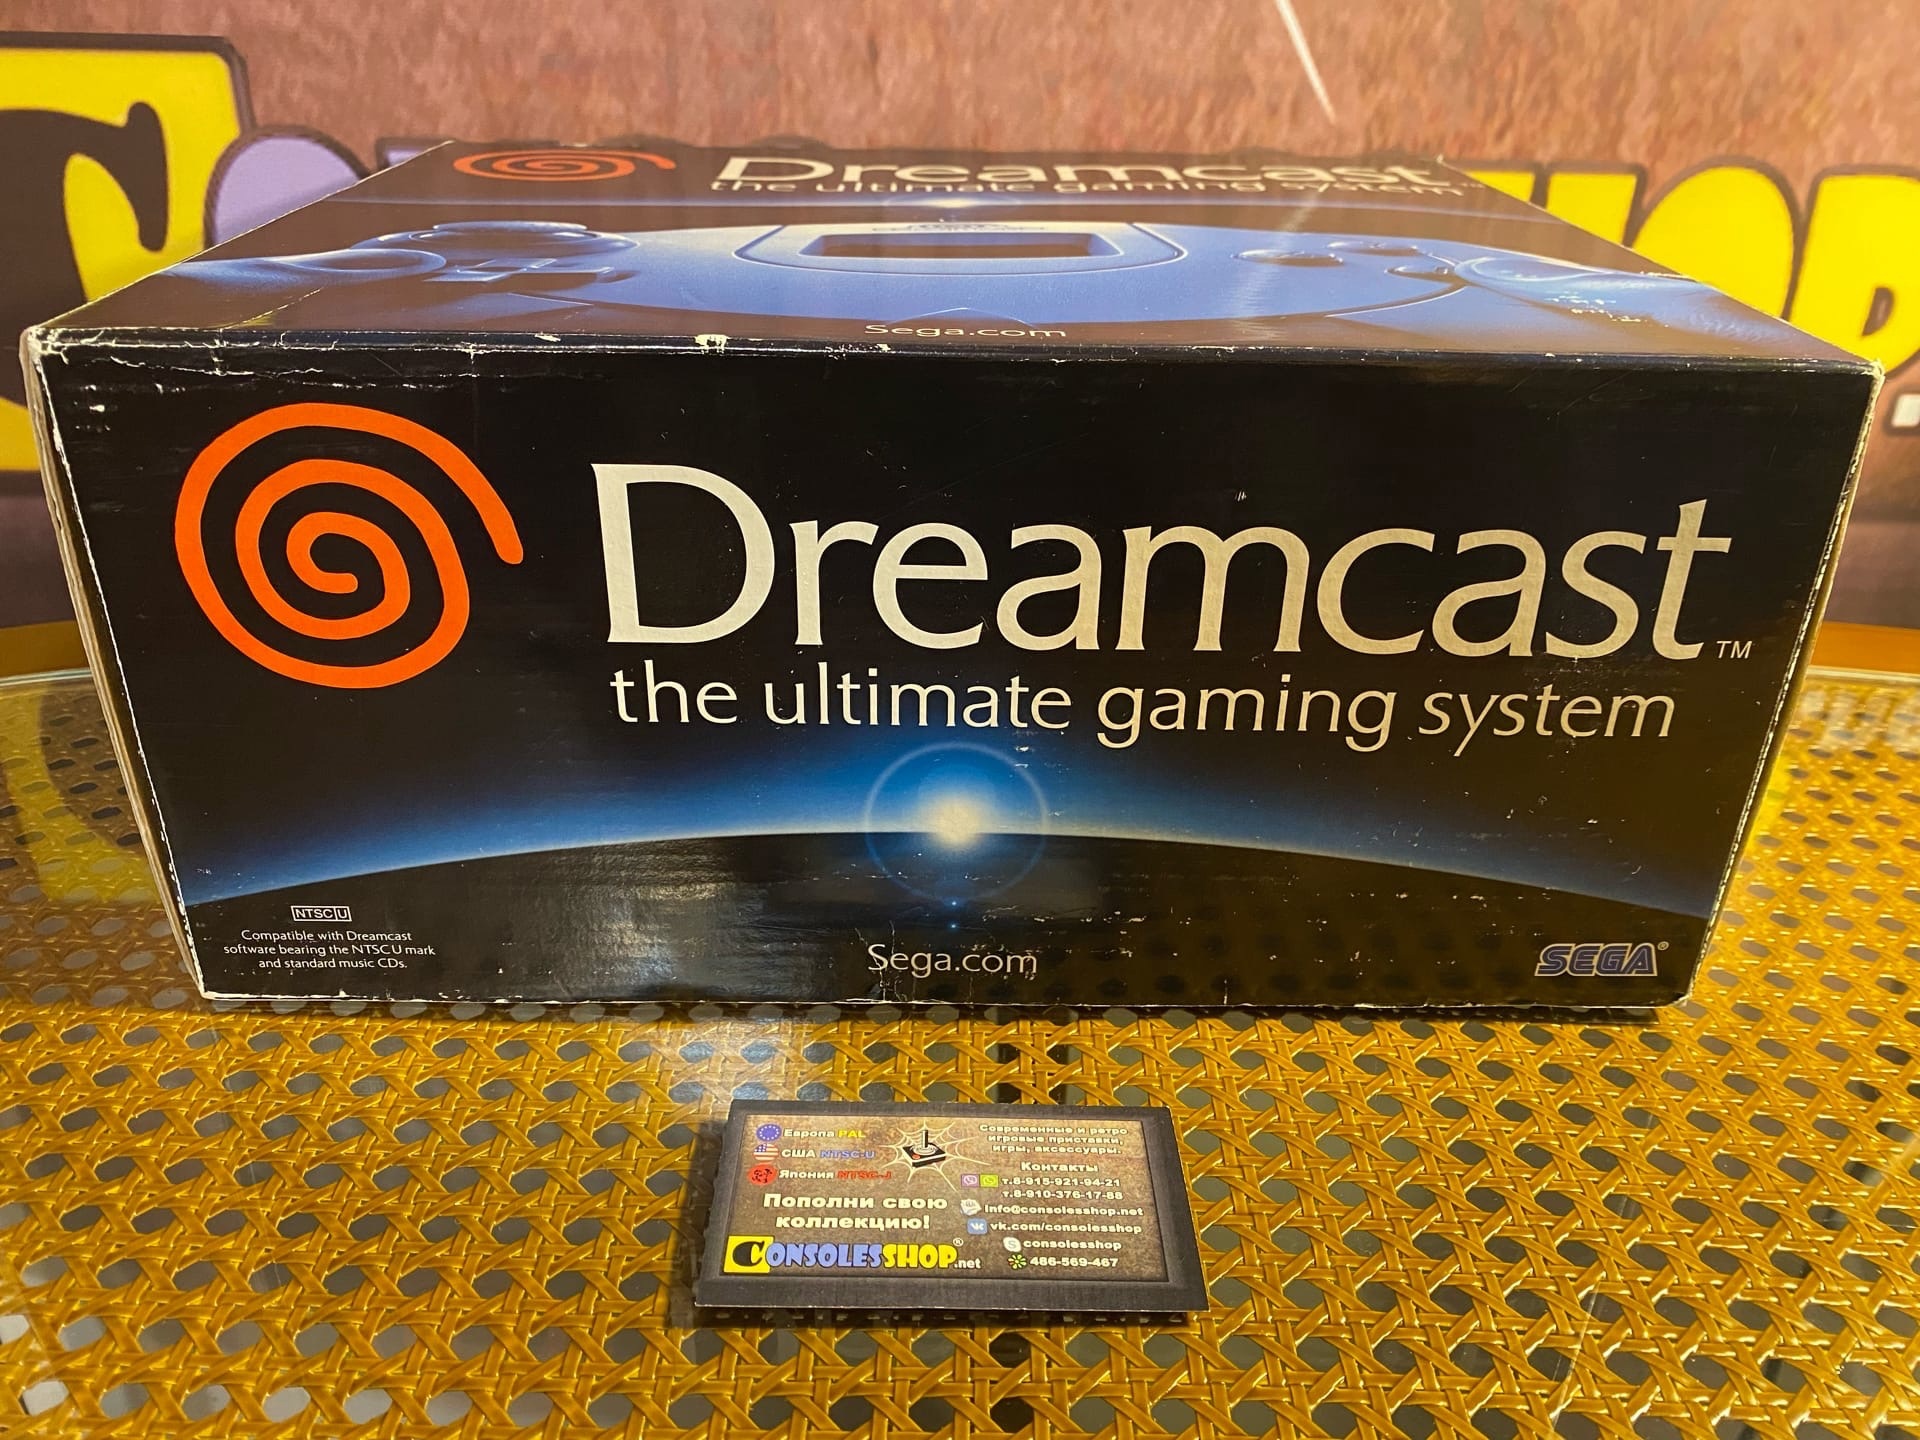 Dreamcast
the ultimate gaming system
Sega.com
Dreamcast™
the ultimate gaming system
NTSC U
Compatible with Dreamcast
software bearing the NTSC U mark
and standard music CDs.
Sega.com
SEGA®
Европа PAL
США NTSC-U
Япония NTSC-J
Пополни свою
коллекцию!
CONSOLESSHOP®.net
Современные и ретро
игровые приставки,
игры, аксессуары.
Контакты
т.8-915-921-94-21
т.8-910-376-17-88
info@consolesshop.net
vk.com/consolesshop
consolesshop
466-569-467